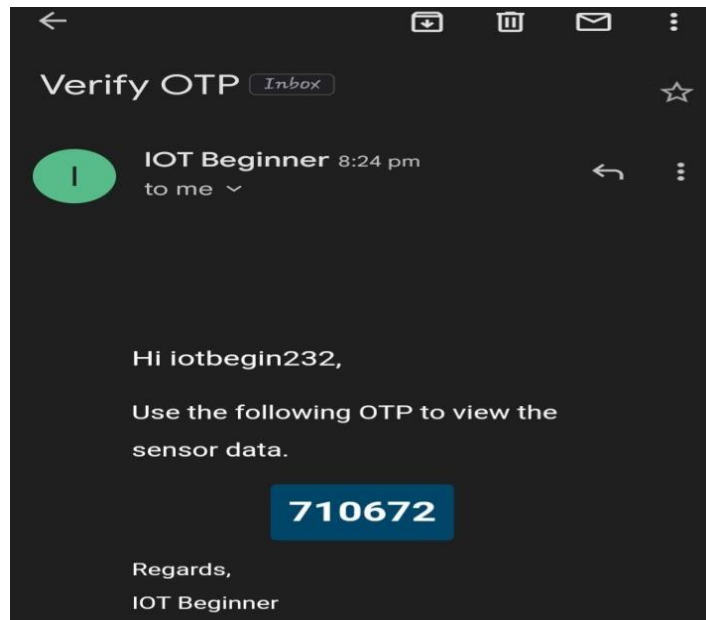 Verify OTP Inbox
I
IOT Beginner 8:24 pm
to me
Hi iotbegin232,
Use the following OTP to view the
sensor data.
710672
Regards,
IOT Beginner